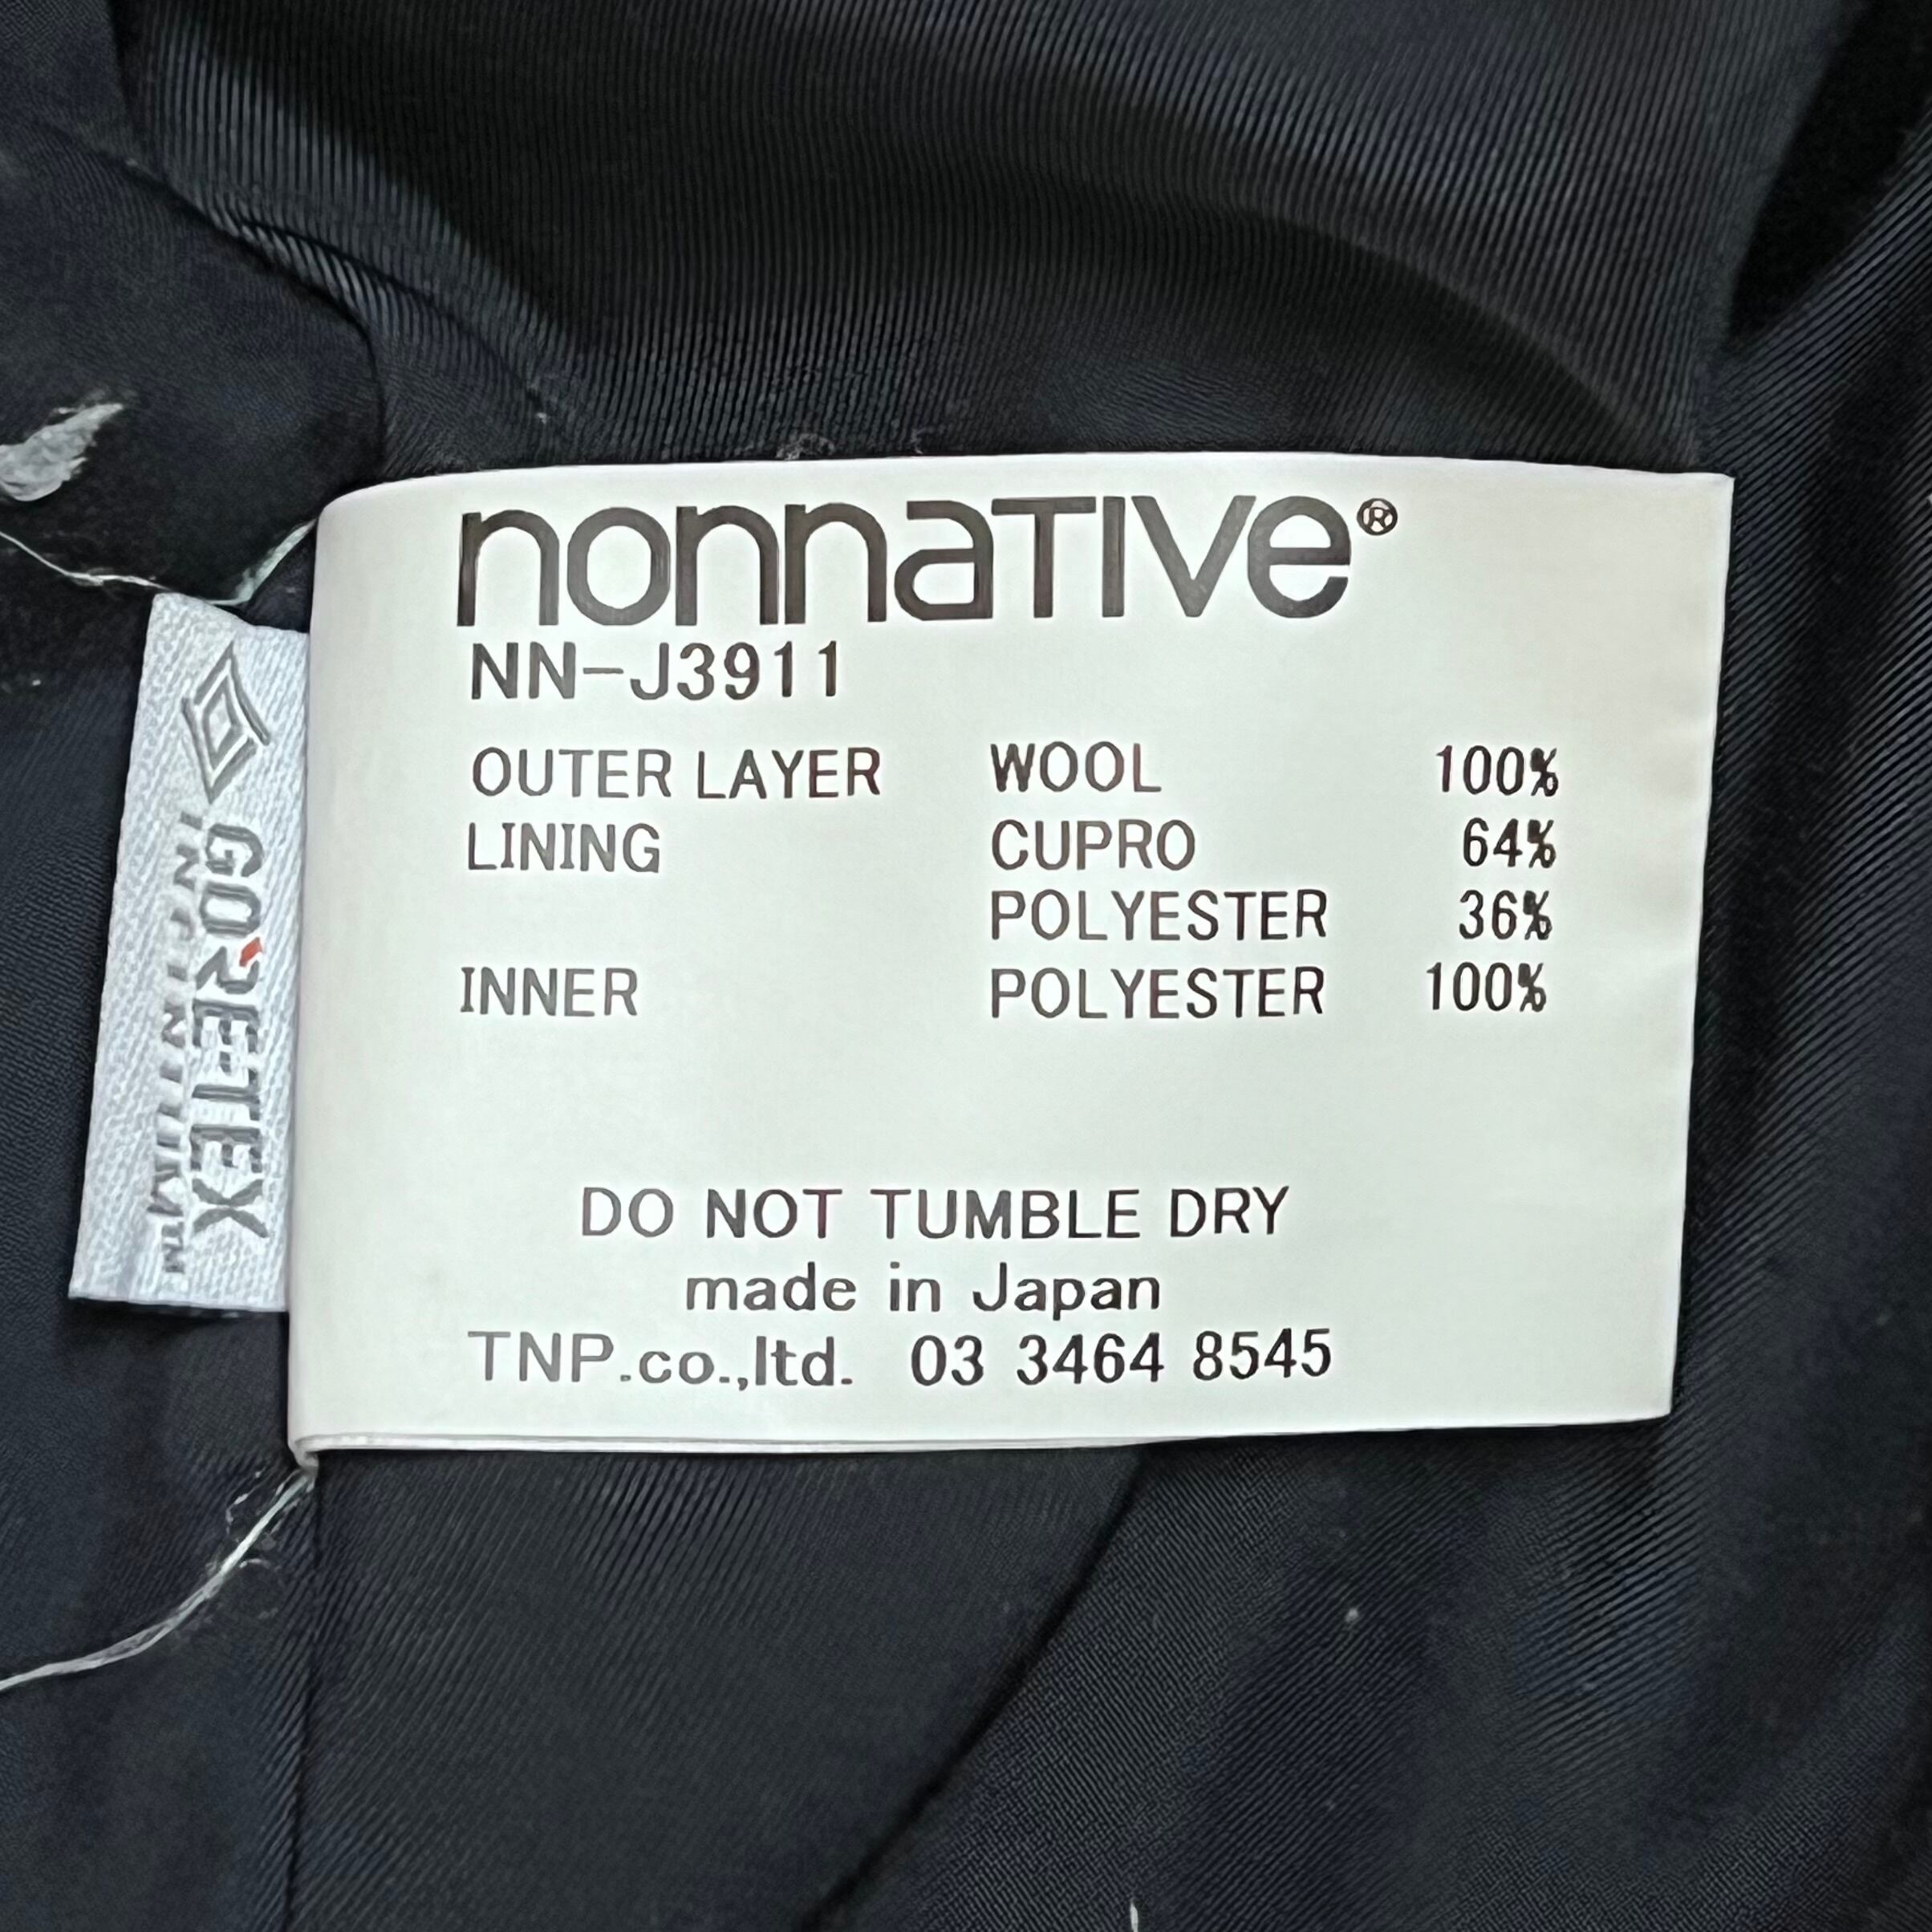 nonnaTIVe®
NN-J3911
OUTER LAYER WOOL 100%
LINING CUPRO 64%
POLYESTER 36%
INNER POLYESTER 100%
DO NOT TUMBLE DRY
made in Japan
TNP.co.,ltd. 03 3464 8545
GORE-TEX
INFINIUM™